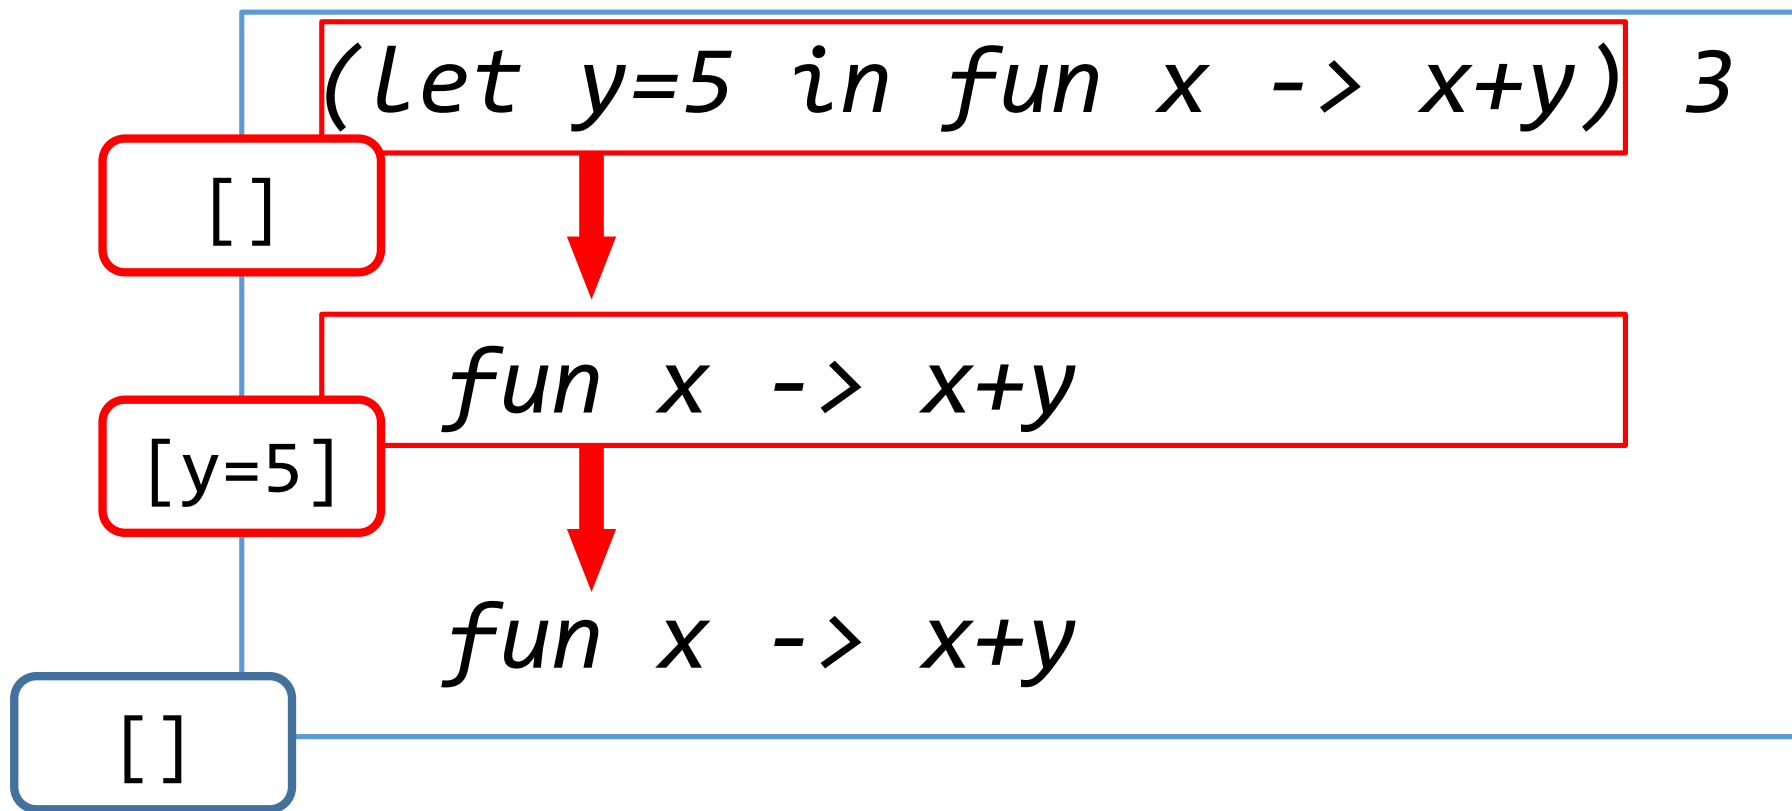 (let y=5 in fun x -> x+y) 3
[]
fun x -> x+y
[y=5]
fun x -> x+y
[]